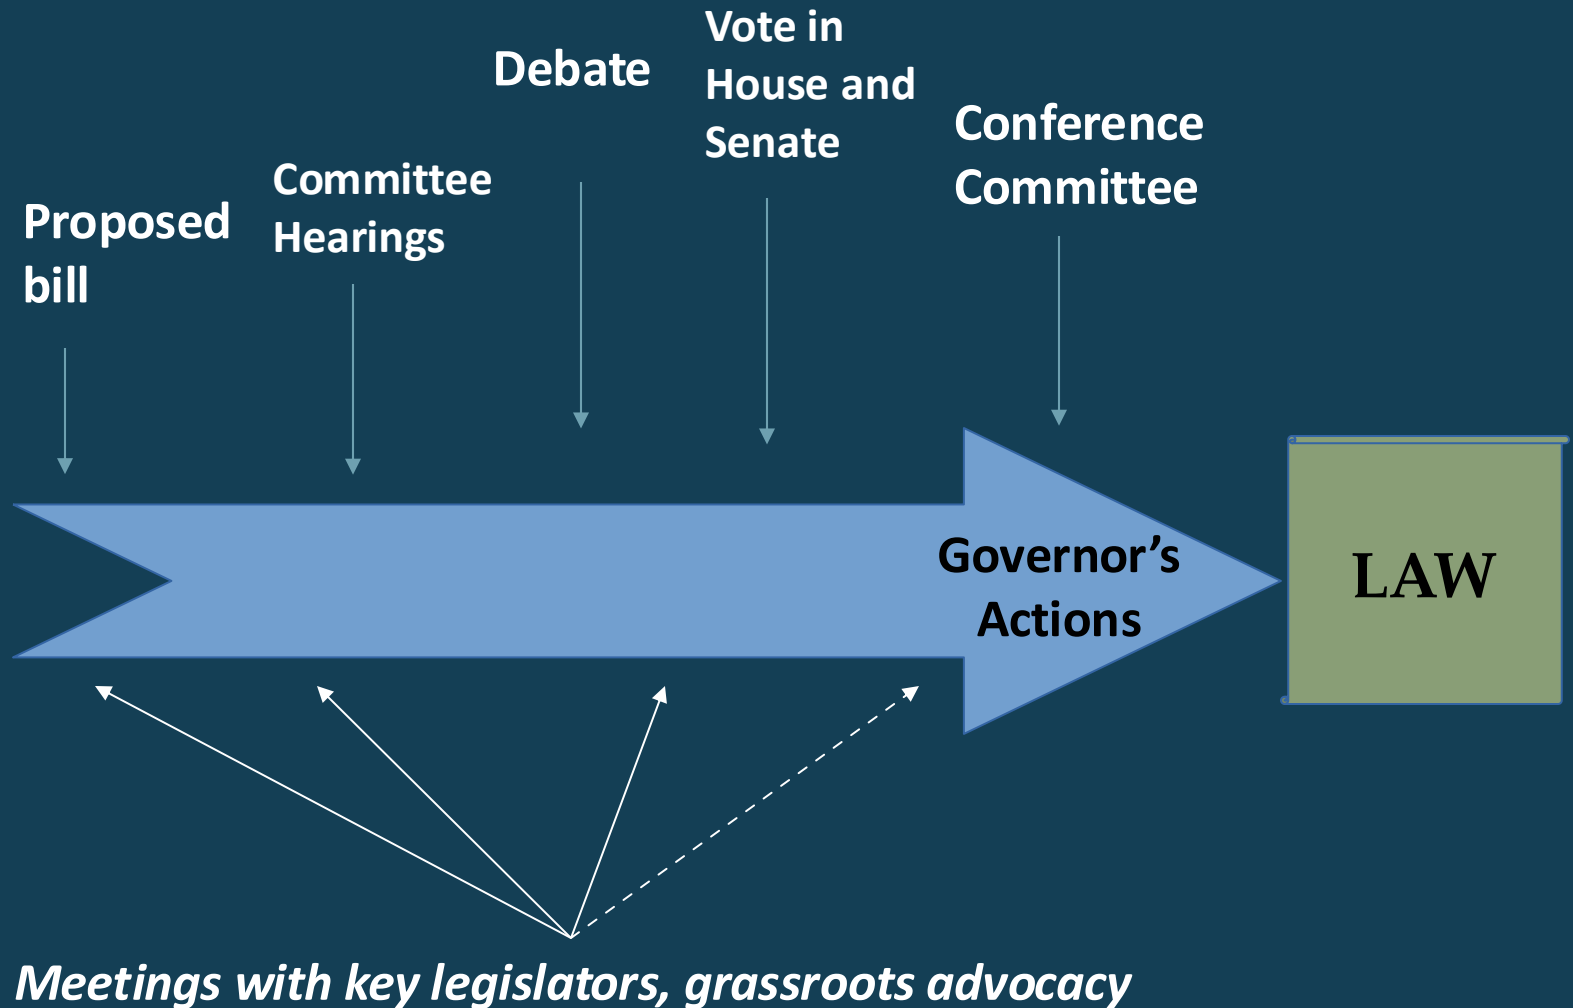 Proposed
bill
Committee
Hearings
Debate
Vote in
House and
Senate
Conference
Committee
Governor’s
Actions
LAW
Meetings with key legislators, grassroots advocacy